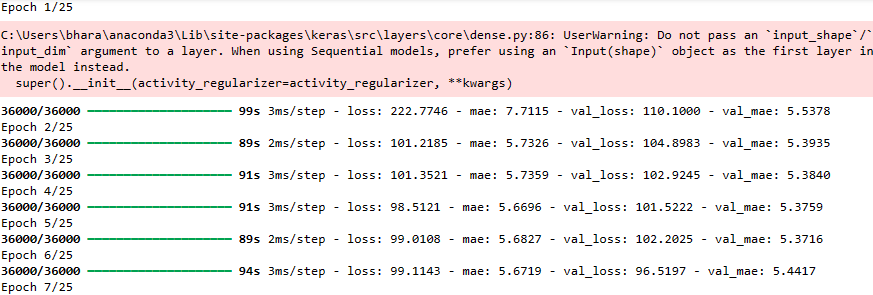 Epoch 1/25
C:\Users\bhara\anaconda3\Lib\site-packages\keras\src\layers\core\dense.py:86: UserWarning: Do not pass an `input_shape`/`
input_dim` argument to a layer. When using Sequential models, prefer using an `Input(shape)` object as the first layer in
the model instead.
  super().__init__(activity_regularizer=activity_regularizer, **kwargs)
36000/36000 ━━━━━━━━━━━━━━━━━━━━ 99s 3ms/step - loss: 222.7746 - mae: 7.7115 - val_loss: 110.1000 - val_mae: 5.5378
Epoch 2/25
36000/36000 ━━━━━━━━━━━━━━━━━━━━ 89s 2ms/step - loss: 101.2185 - mae: 5.7326 - val_loss: 104.8983 - val_mae: 5.3935
Epoch 3/25
36000/36000 ━━━━━━━━━━━━━━━━━━━━ 91s 3ms/step - loss: 101.3521 - mae: 5.7359 - val_loss: 102.9245 - val_mae: 5.3840
Epoch 4/25
36000/36000 ━━━━━━━━━━━━━━━━━━━━ 91s 3ms/step - loss: 98.5121 - mae: 5.6696 - val_loss: 101.5222 - val_mae: 5.3759
Epoch 5/25
36000/36000 ━━━━━━━━━━━━━━━━━━━━ 89s 2ms/step - loss: 99.0108 - mae: 5.6827 - val_loss: 102.2025 - val_mae: 5.3716
Epoch 6/25
36000/36000 ━━━━━━━━━━━━━━━━━━━━ 94s 3ms/step - loss: 99.1143 - mae: 5.6719 - val_loss: 96.5197 - val_mae: 5.4417
Epoch 7/25